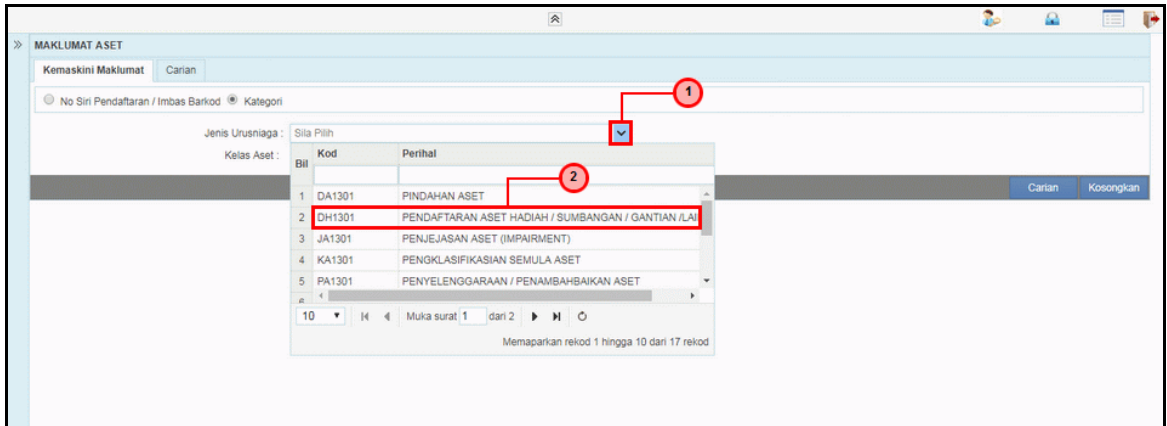 MAKLUMAT ASET
Kemaskini Maklumat Carian
No Siri Pendaftaran / Imbas Barkod Kategori
1
Jenis Urusniaga : Sila Pilih
Kelas Aset :
Bil Kod Perihal
2
Carian Kosongkan
1 DA1301 PINDAHAN ASET
2 DH1301 PENDAFTARAN ASET HADIAH / SUMBANGAN / GANTIAN /LAI
3 JA1301 PENJEJASAN ASET (IMPAIRMENT)
4 KA1301 PENGKLASIFIKASIAN SEMULA ASET
5 PA1301 PENYELENGGARAAN / PENAMBAHBAIKAN ASET
10 Muka surat 1 dari 2
Memaparkan rekod 1 hingga 10 dari 17 rekod